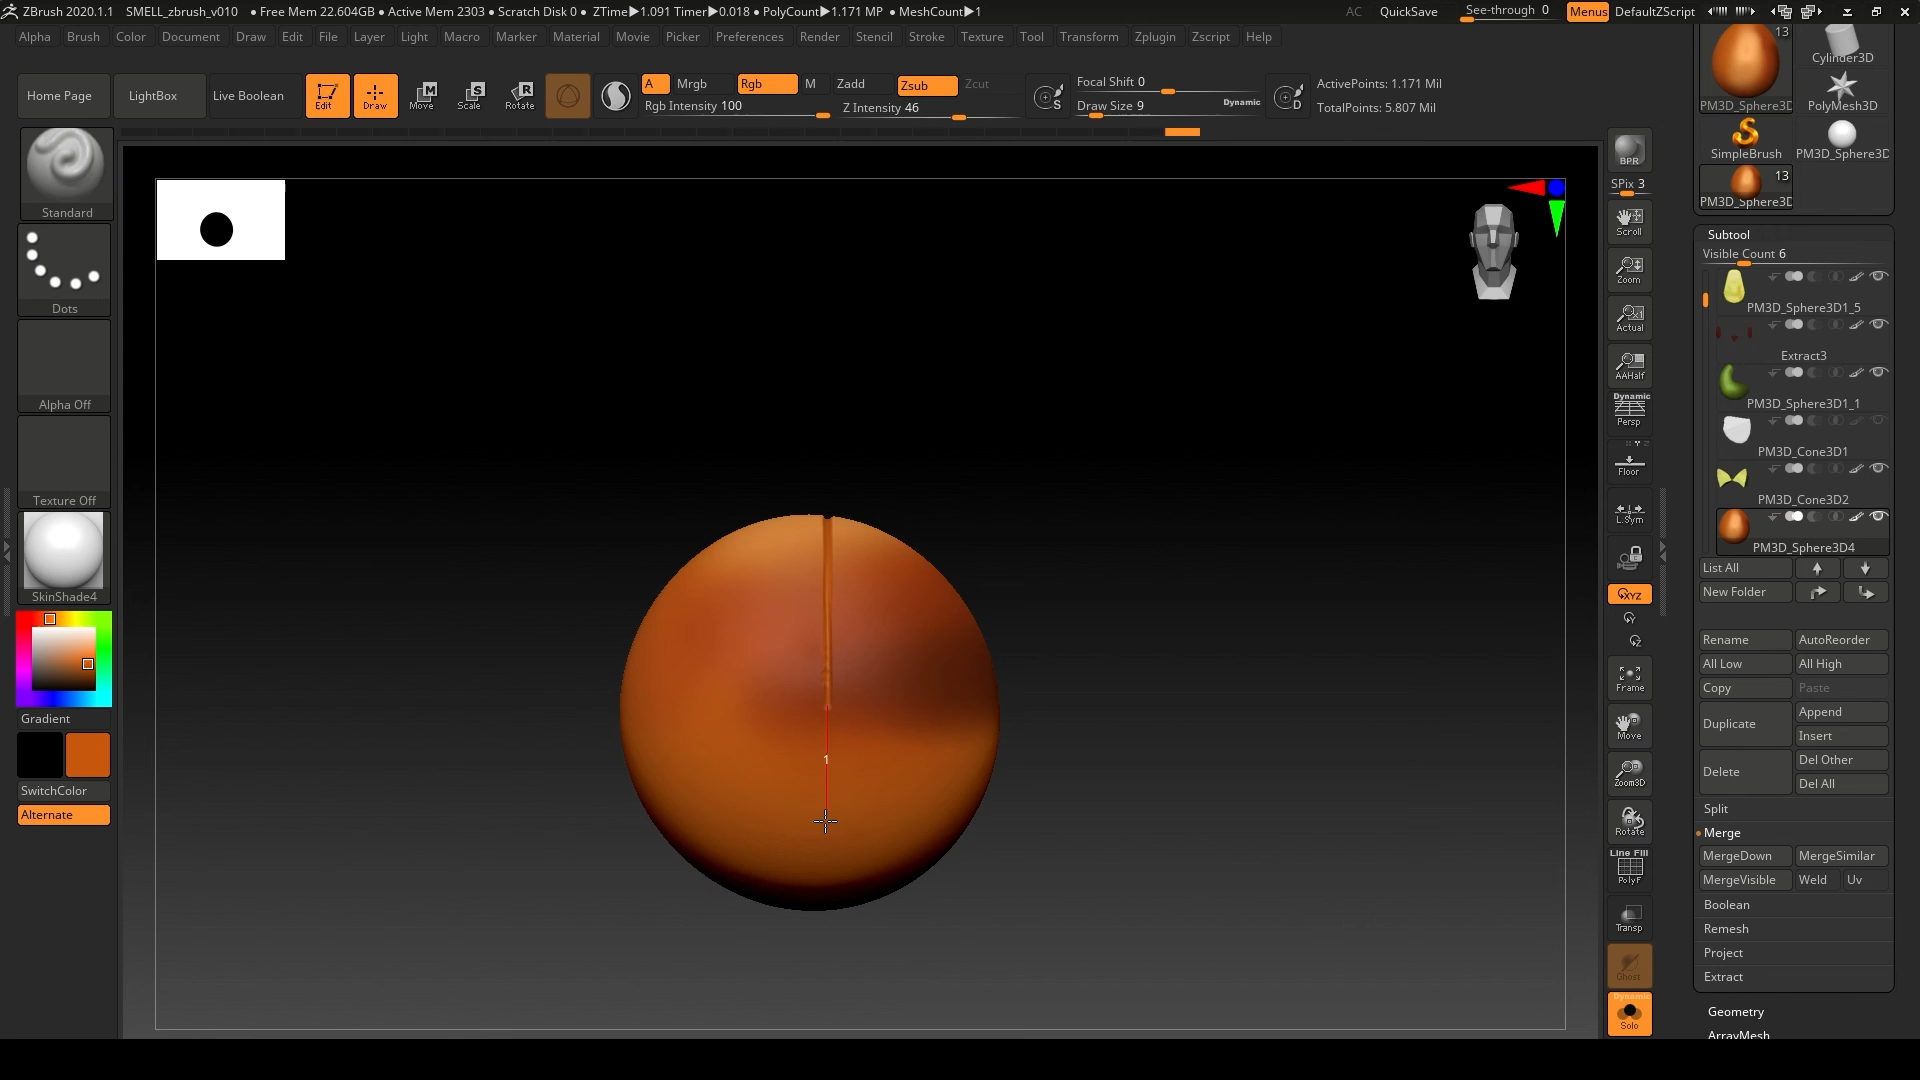 ZBrush 2020.1.1 SMELL_zbrush_v010 • Free Mem 22.604GB • Active Mem 2303 • Scratch Disk 0 • ZTime▶1.091 Timer▶0.018 • PolyCount▶1.171 MP • MeshCount▶1 AC QuickSave See-through 0 Menus DefaultZScript
Alpha Brush Color Document Draw Edit File Layer Light Macro Marker Material Movie Picker Preferences Render Stencil Stroke Texture Tool Transform Zplugin Zscript Help
Home Page LightBox Live Boolean Edit Draw Move Scale Rotate
A Mrgb Rgb M Zadd Zsub Zcut
Rgb Intensity 100 Z Intensity 46
Focal Shift 0
Draw Size 9 Dynamic
ActivePoints: 1.171 Mil
TotalPoints: 5.807 Mil
Standard
Dots
Alpha Off
Texture Off
SkinShade4
Gradient
SwitchColor
Alternate
1
BPR
SPix 3
Scroll
Zoom
Actual
AAHalf
Dynamic
Persp
Floor
L.Sym
XYZ
Frame
Move
Zoom3D
Rotate
Line Fill
PolyF
Transp
Ghost
Dynamic
Solo
13
Cylinder3D
PM3D_Sphere3D
PolyMesh3D
SimpleBrush
PM3D_Sphere3D
13
PM3D_Sphere3D
Subtool
Visible Count 6
PM3D_Sphere3D1_5
Extract3
PM3D_Sphere3D1_1
PM3D_Cone3D1
PM3D_Cone3D2
PM3D_Sphere3D4
List All
New Folder
Rename AutoReorder
All Low All High
Copy Paste
Duplicate Append
Insert
Delete Del Other
Del All
Split
Merge
MergeDown MergeSimilar
MergeVisible Weld Uv
Boolean
Remesh
Project
Extract
Geometry
ArrayMesh